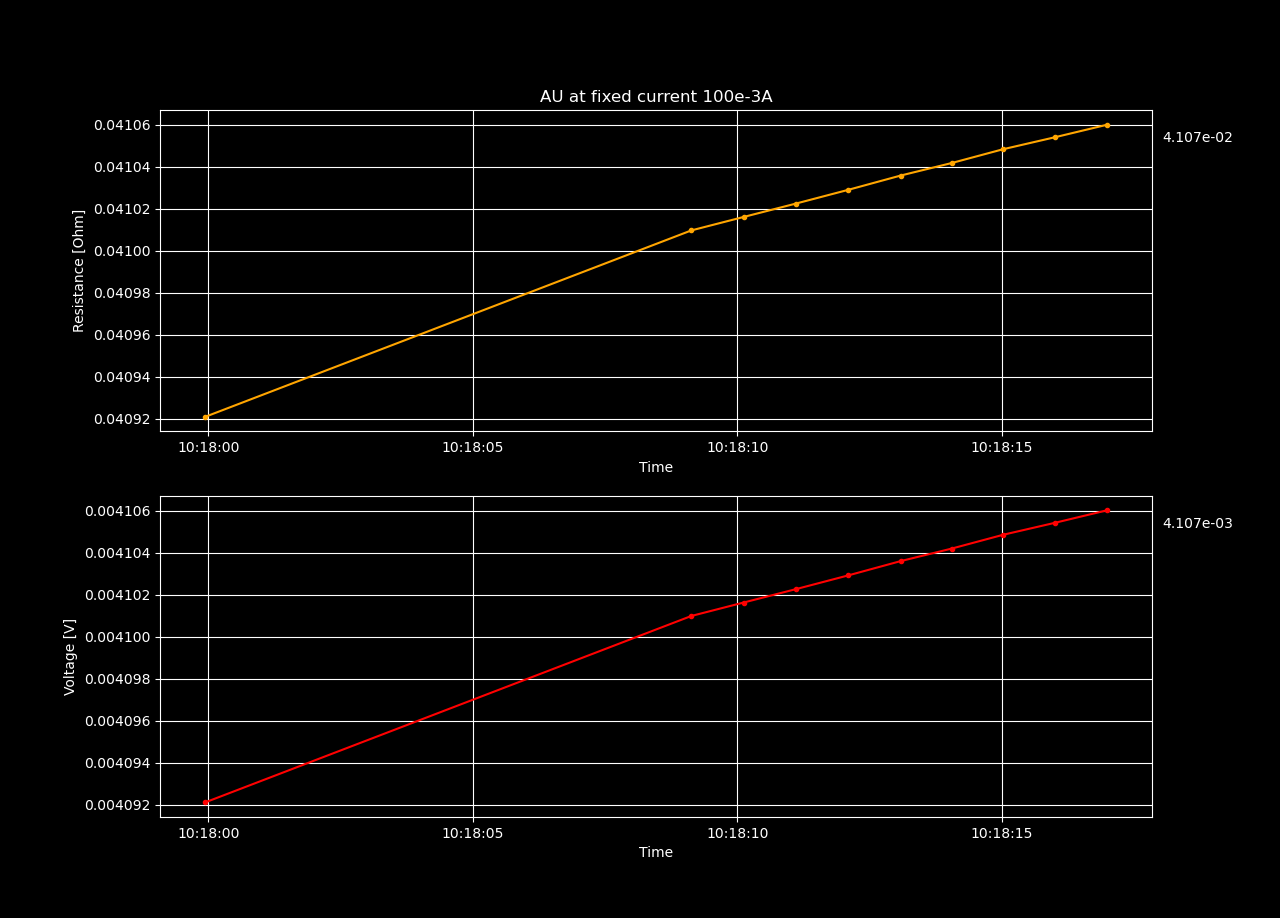 AU at fixed current 100e-3A
0.04106
0.04104
0.04102
0.04100
0.04098
0.04096
0.04094
0.04092
Resistance [Ohm]
4.107e-02
10:18:00 10:18:05 10:18:10 10:18:15
Time
0.004106
0.004104
0.004102
0.004100
0.004098
0.004096
0.004094
0.004092
Voltage [V]
4.107e-03
10:18:00 10:18:05 10:18:10 10:18:15
Time